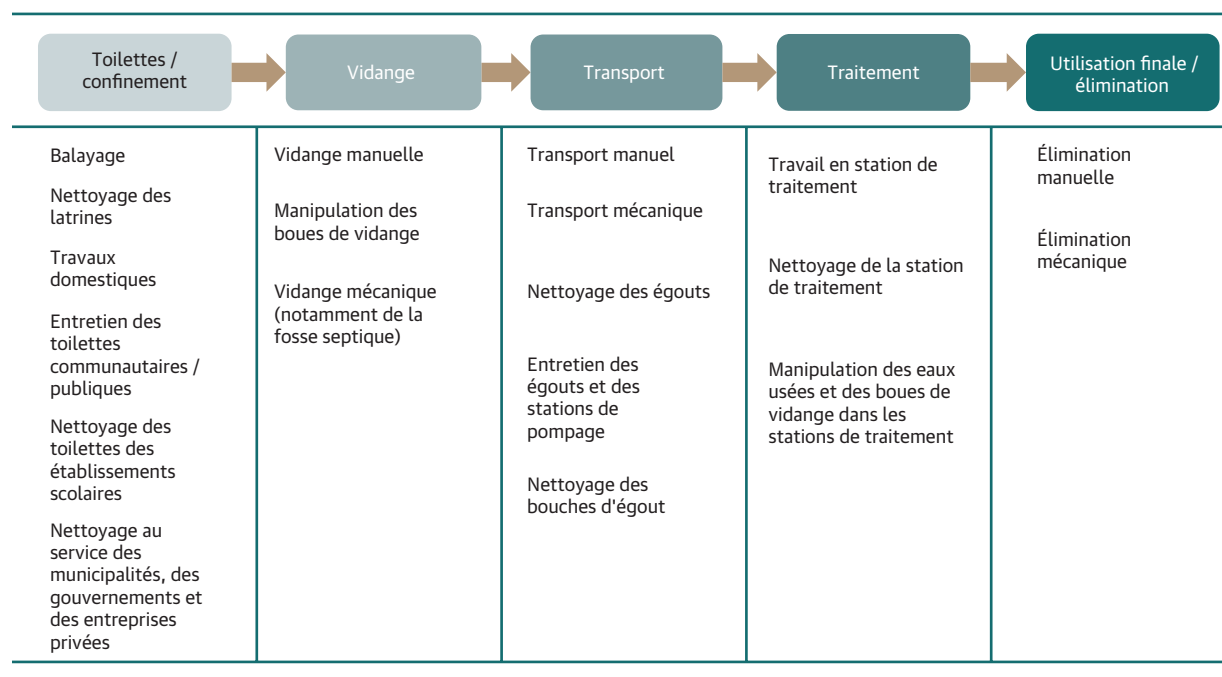 Toilettes /
confinement
Vidange
Transport
Traitement
Utilisation finale /
élimination
Balayage
Nettoyage des
latrines
Travaux
domestiques
Entretien des
toilettes
communautaires /
publiques
Nettoyage des
toilettes des
établissements
scolaires
Nettoyage au
service des
municipalités, des
gouvernements et
des entreprises
privées
Vidange manuelle
Manipulation des
boues de vidange
Vidange mécanique
(notamment de la
fosse septique)
Transport manuel
Transport mécanique
Nettoyage des égouts
Entretien des
égouts et des
stations de
pompage
Nettoyage des
bouches d'égout
Travail en station de
traitement
Nettoyage de la station
de traitement
Manipulation des eaux
usées et des boues de
vidange dans les
stations de traitement
Élimination
manuelle
Élimination
mécanique